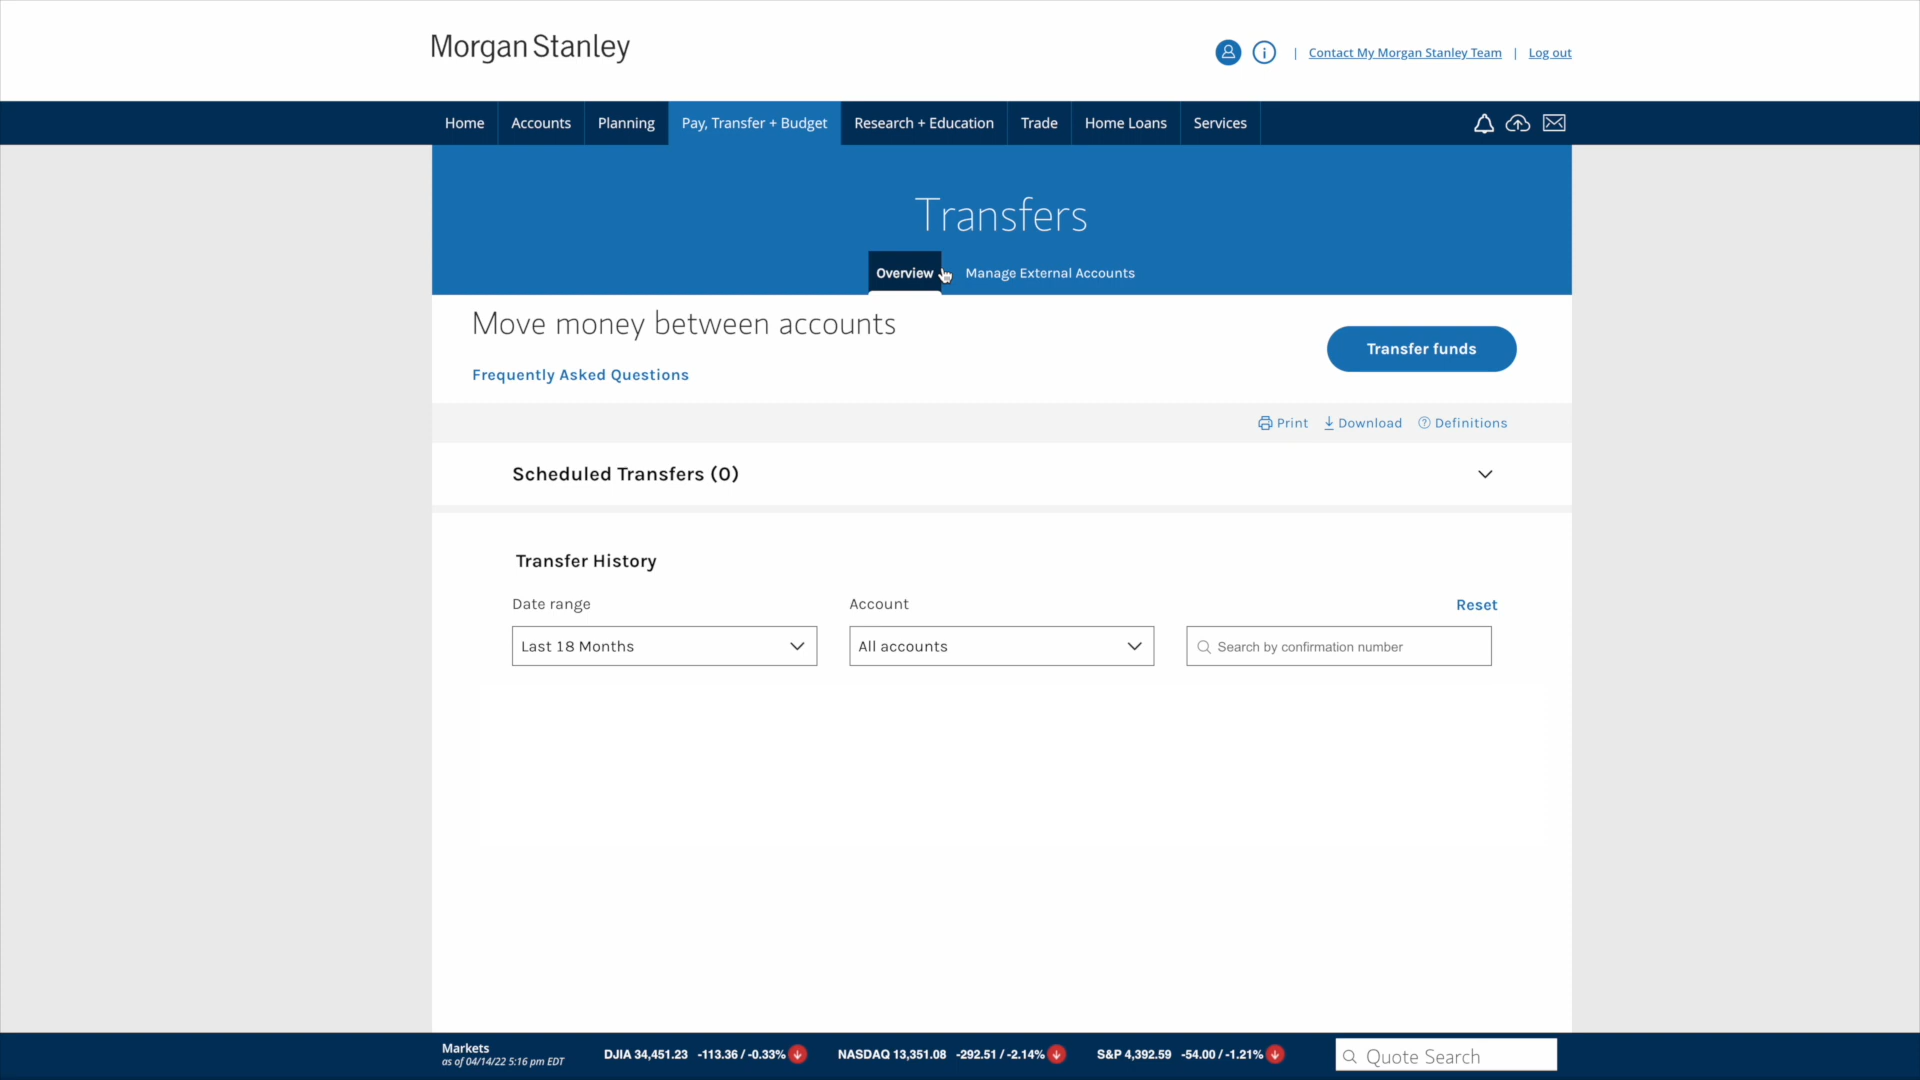 Morgan Stanley
| Contact My Morgan Stanley Team | Log out
Home Accounts Planning Pay, Transfer + Budget Research + Education Trade Home Loans Services
Transfers
Overview Manage External Accounts
Move money between accounts
Transfer funds
Frequently Asked Questions
Print Download Definitions
Scheduled Transfers (0)
Transfer History
Date range Account Reset
Last 18 Months All accounts Search by confirmation number
Markets
as of 04/14/22 5:16 pm EDT
DJIA 34,451.23 -113.36 / -0.33% NASDAQ 13,351.08 -292.51 / -2.14% S&P 4,392.59 -54.00 / -1.21% Quote Search